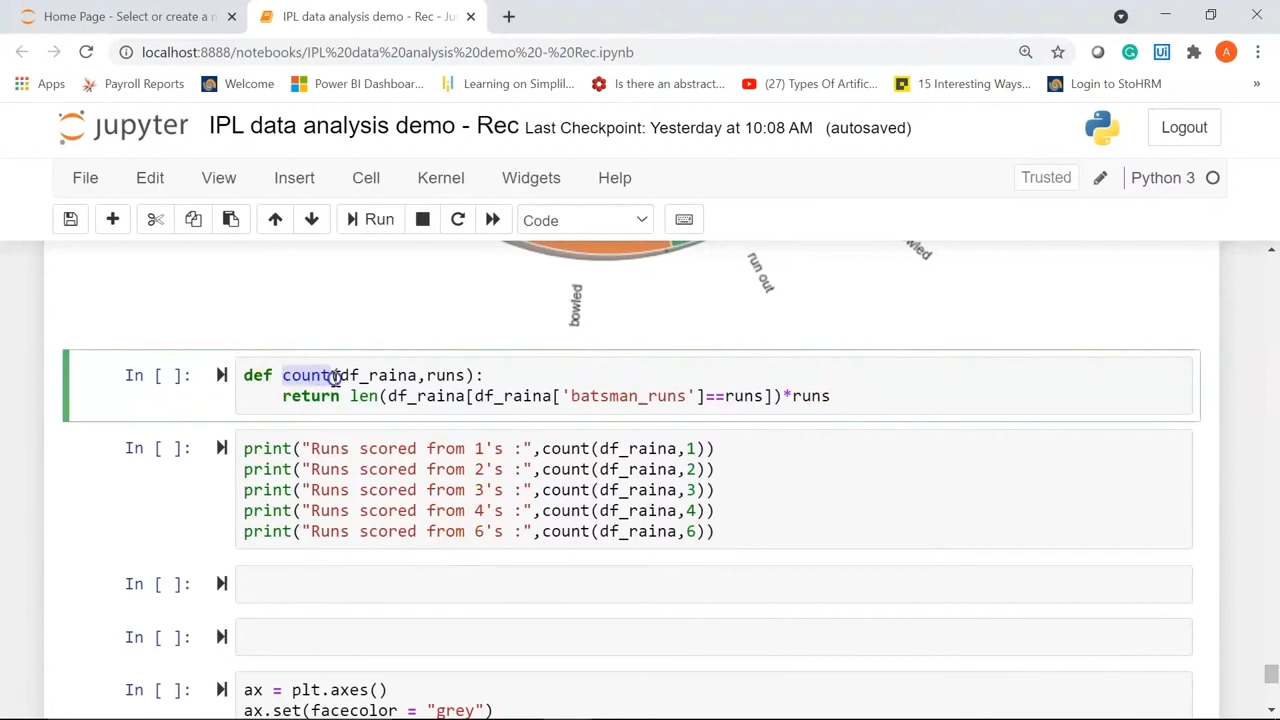 Home Page - Select or create a n
IPL data analysis demo - Rec - Ju
localhost:8888/notebooks/IPL%20data%20analysis%20demo%20-%20Rec.ipynb
A
Apps
Payroll Reports
Welcome
Power BI Dashboar...
Learning on Simplil...
Is there an abstract...
(27) Types Of Artific...
15 Interesting Ways...
Login to StoHRM
»
jupyter IPL data analysis demo - Rec Last Checkpoint: Yesterday at 10:08 AM (autosaved)
Logout
File Edit View Insert Cell Kernel Widgets Help
Trusted
Python 3
Run
Code
bowled
run out
In [ ]:
def count(df_raina,runs):
    return len(df_raina[df_raina['batsman_runs']==runs])*runs
In [ ]:
print("Runs scored from 1's :",count(df_raina,1))
print("Runs scored from 2's :",count(df_raina,2))
print("Runs scored from 3's :",count(df_raina,3))
print("Runs scored from 4's :",count(df_raina,4))
print("Runs scored from 6's :",count(df_raina,6))
In [ ]:
In [ ]:
In [ ]:
ax = plt.axes()
ax.set(facecolor = "grey")